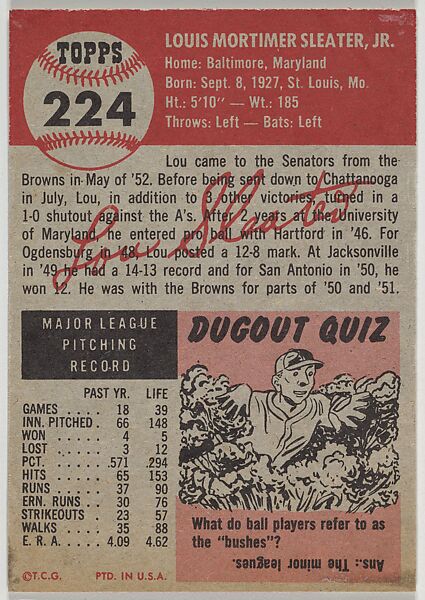 TOPPS
224
LOUIS MORTIMER SLEATER, JR.
Home: Baltimore, Maryland
Born: Sept. 8, 1927, St. Louis, Mo.
Ht.: 5'10" — Wt.: 185
Throws: Left — Bats: Left
Lou came to the Senators from the
Browns in May of '52. Before being sent down to Chattanooga
in July, Lou, in addition to 3 other victories, turned in a
1-0 shutout against the A's. After 2 years at the University
of Maryland, he entered pro ball with Hartford in '46. For
Ogdensburg in '48, Lou posted a 12-8 mark. At Jacksonville
in '49 he had a 14-13 record and for San Antonio in '50, he
won 12. He was with the Browns for parts of '50 and '51.
Lou Sleater
MAJOR LEAGUE
PITCHING
RECORD
PAST YR. LIFE
GAMES . . . . 18 39
INN. PITCHED . 66 148
WON . . . . . 4 5
LOST . . . . . 3 12
PCT. . . . . .571 .294
HITS . . . . . 65 153
RUNS . . . . . 37 90
ERN. RUNS . . 30 76
STRIKEOUTS . . 23 57
WALKS . . . . 35 88
E. R. A. . . . . 4.09 4.62
©T.C.G. PTD. IN U.S.A.
DUGOUT QUIZ
What do ball players refer to as
the "bushes"?
Ans.: The minor leagues.